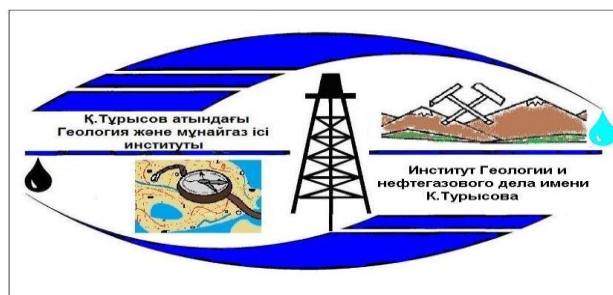 Қ.Тұрысов атындағы
Геология және мұнайгаз ісі
институты
Институт Геологии и
нефтегазового дела имени
К.Турысова